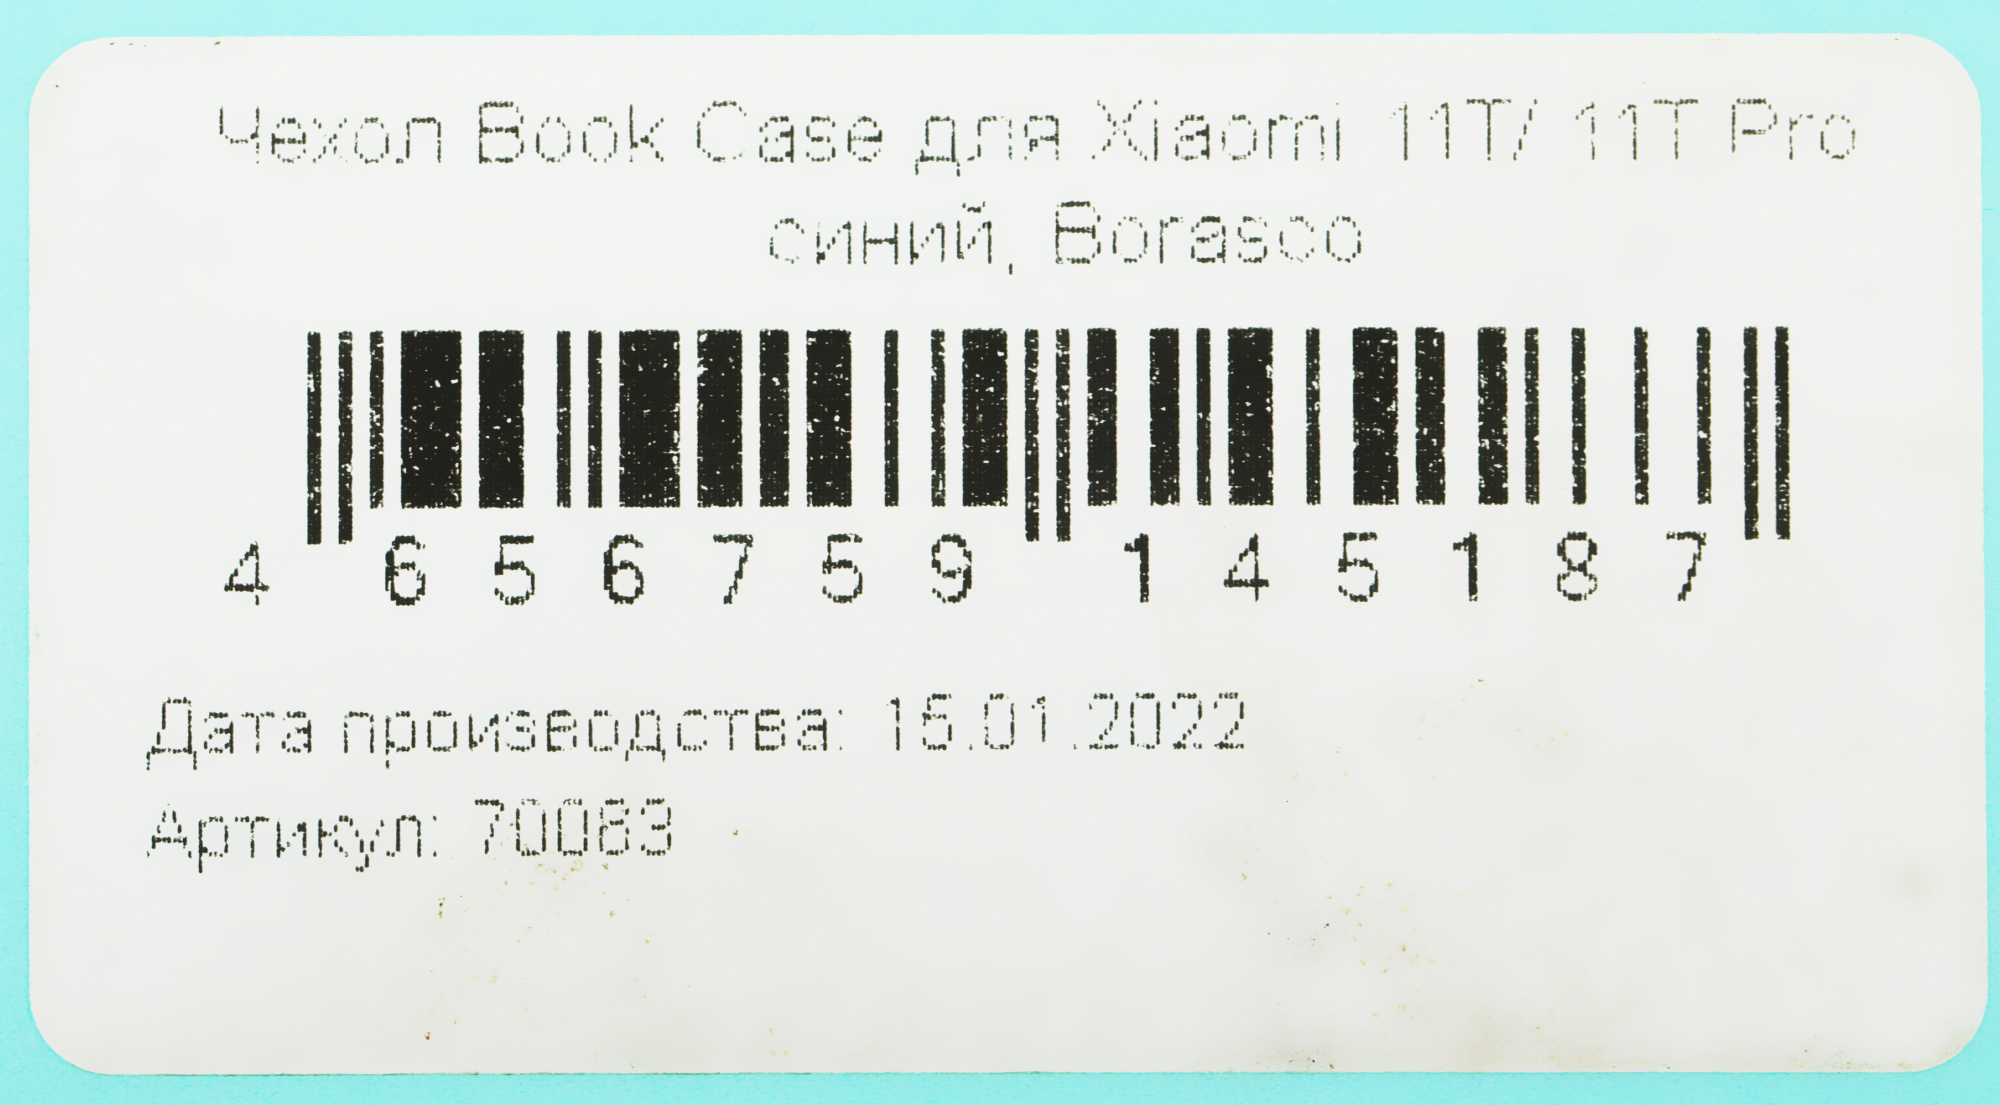 Чехол Book Case для Xiaomi 11T/ 11T Pro
синий, Borasco
4 656759 145187
Дата производства: 15.01.2022
Артикул: 70063